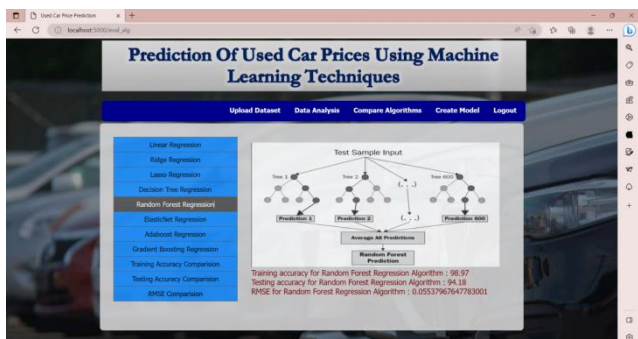 Used Car Price Prediction
localhost:5000/eval_alg
Prediction Of Used Car Prices Using Machine
Learning Techniques
Upload Dataset Data Analysis Compare Algorithms Create Model Logout
Linear Regression
Ridge Regression
Lasso Regression
Decision Tree Regression
Random Forest Regression
ElasticNet Regression
Adaboost Regression
Gradient Boosting Regression
Training Accuracy Comparision
Testing Accuracy Comparision
RMSE Comparision
Test Sample Input
Tree 1 Tree 2 (. . .) Tree 600
Prediction 1 Prediction 2 (. . .) Prediction 600
Average All Predictions
Random Forest
Prediction
Training accuracy for Random Forest Regression Algorithm : 98.97
Testing accuracy for Random Forest Regression Algorithm : 94.18
RMSE for Random Forest Regression Algorithm : 0.05537967647783001